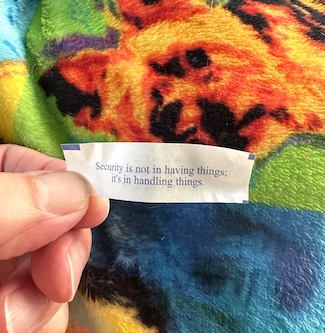 Security is not in having things;
it's in handling things.